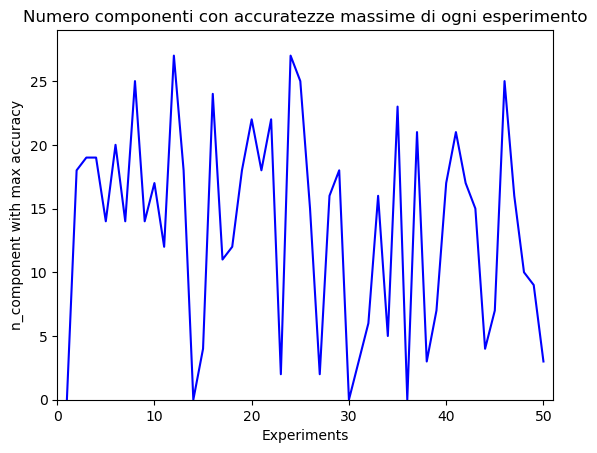 Numero componenti con accuratezze massime di ogni esperimento
n_component with max accuracy
25
20
15
10
5
0
0 10 20 30 40 50
Experiments